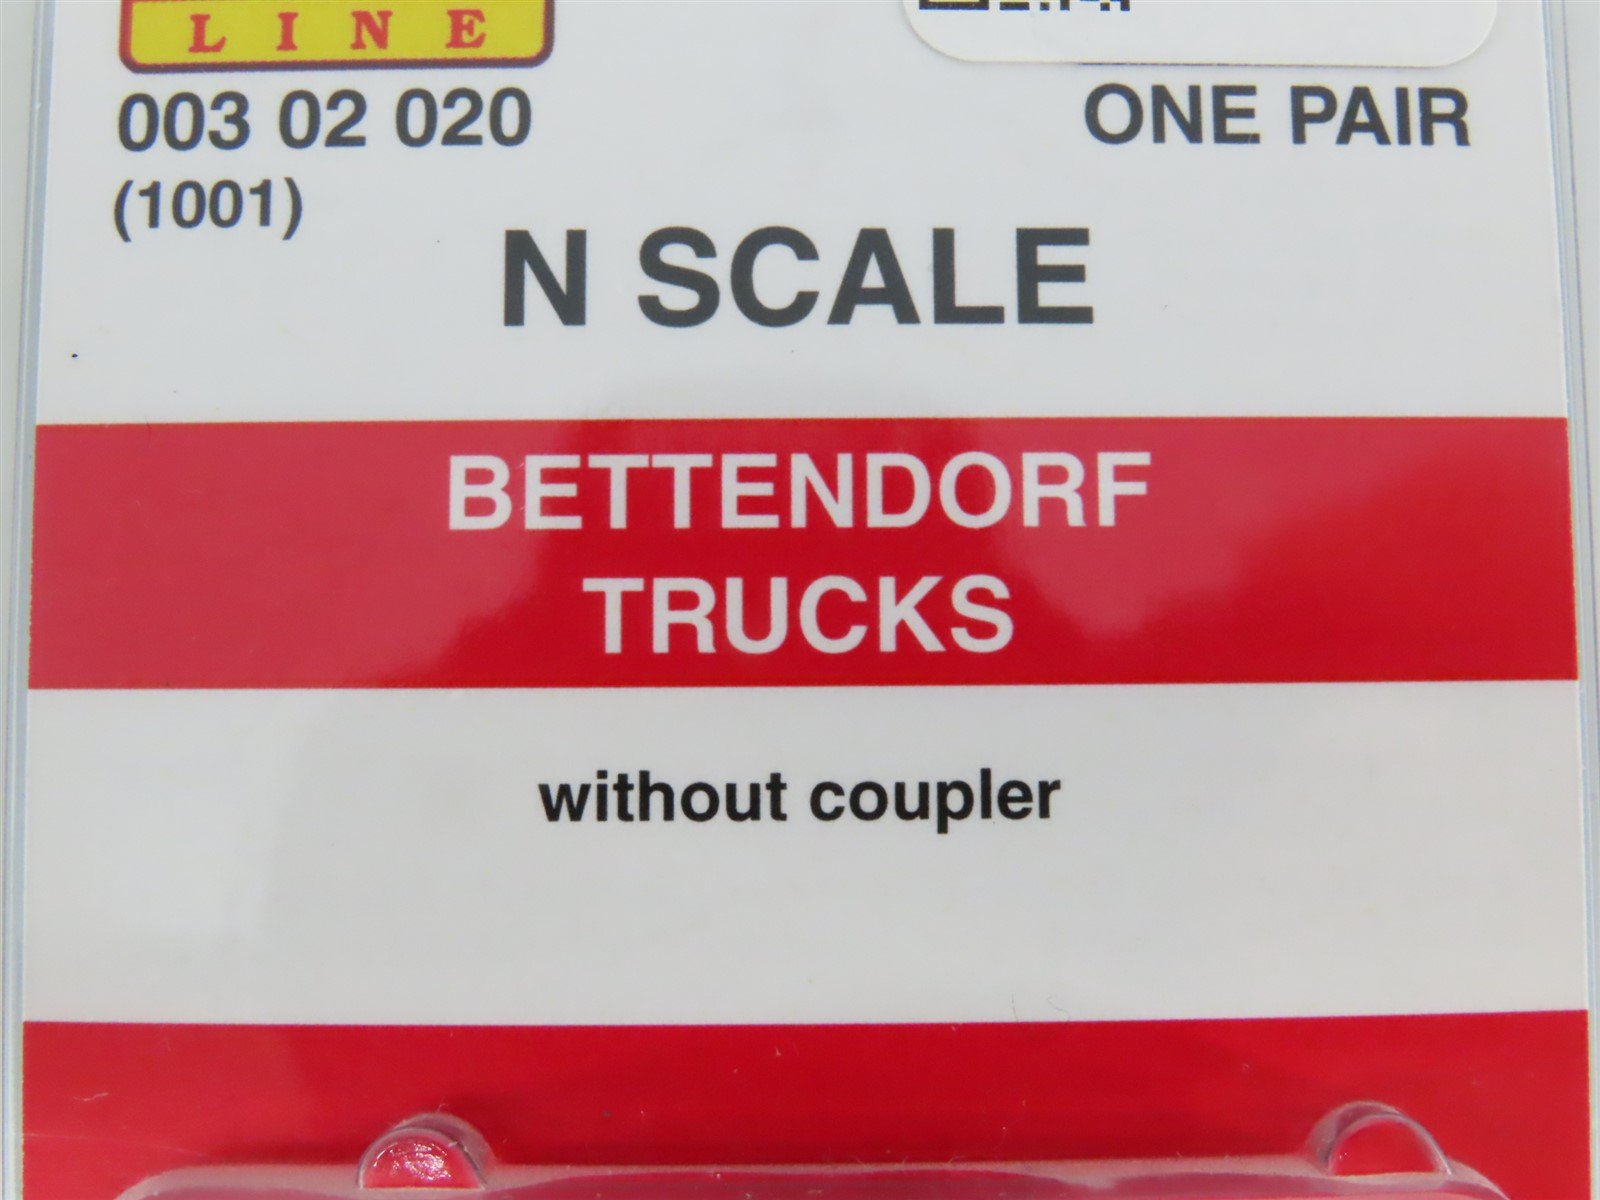 LINE
003 02 020
ONE PAIR
(1001)
N SCALE
BETTENDORF
TRUCKS
without coupler